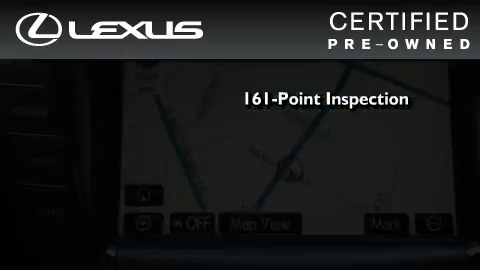 LEXUS
CERTIFIED
PRE-OWNED
161-Point Inspection
OFF
Map View
Mark